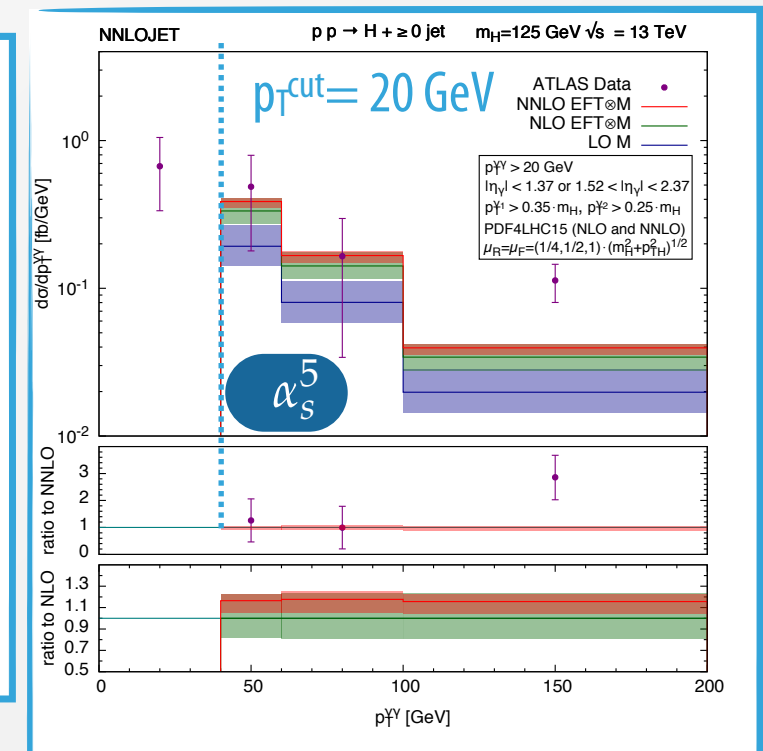 NNLOJET p p → H + ≥ 0 jet m_H=125 GeV √s = 13 TeV
p_T^cut = 20 GeV
ATLAS Data
NNLO EFT⊗M
NLO EFT⊗M
LO M
p_T^γγ > 20 GeV
|η_γ| < 1.37 or 1.52 < |η_γ| < 2.37
p_T^γ1 > 0.35·m_H, p_T^γ2 > 0.25·m_H
PDF4LHC15 (NLO and NNLO)
μ_R=μ_F=(1/4,1/2,1)·(m_H^2+p_TH^2)^1/2
dσ/dp_T^γγ [fb/GeV]
10^0
10^-1
10^-2
α_s^5
ratio to NNLO
3
2
1
0
ratio to NLO
1.3
1.1
0.9
0.7
0.5
0 50 100 150 200
p_T^γγ [GeV]